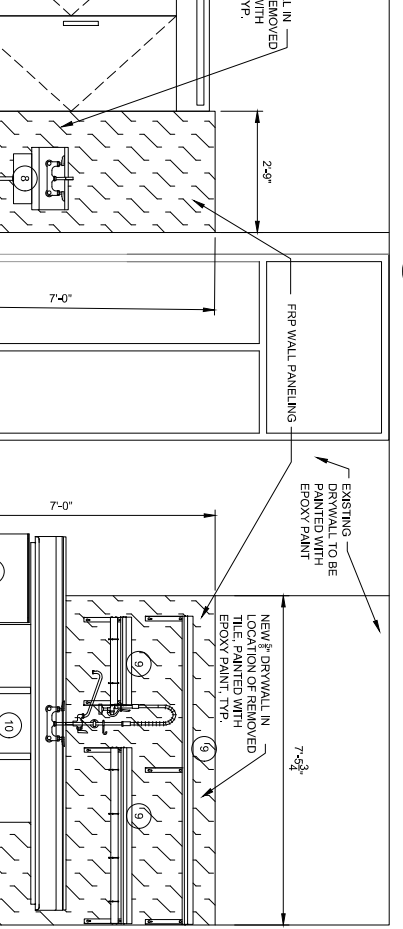 L IN
EMOVED
WITH
YP.
8
2'-9"
7'-0"
FRP WALL PANELING
EXISTING
DRYWALL TO BE
PAINTED WITH
EPOXY PAINT
7'-0"
NEW 5/8" DRYWALL IN
LOCATION OF REMOVED
TILE, PAINTED WITH
EPOXY PAINT, TYP.
7'-5 3/4"
9
9
9
10